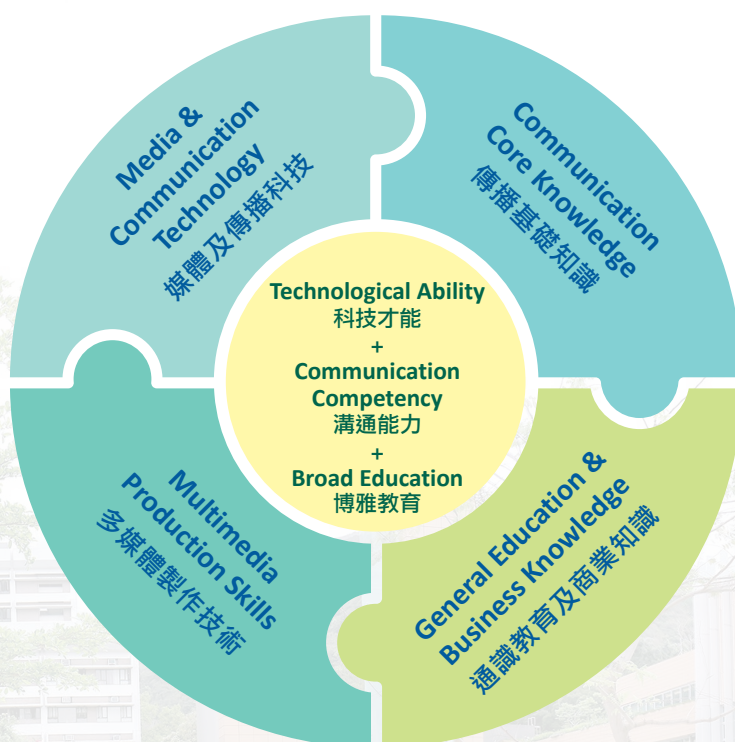 Media &
Communication
Technology
媒體及傳播科技
Communication
Core Knowledge
傳播基礎知識
Technological Ability
科技才能
+
Communication
Competency
溝通能力
+
Broad Education
博雅教育
Multimedia
Production Skills
多媒體製作技術
General Education &
Business Knowledge
通識教育及商業知識